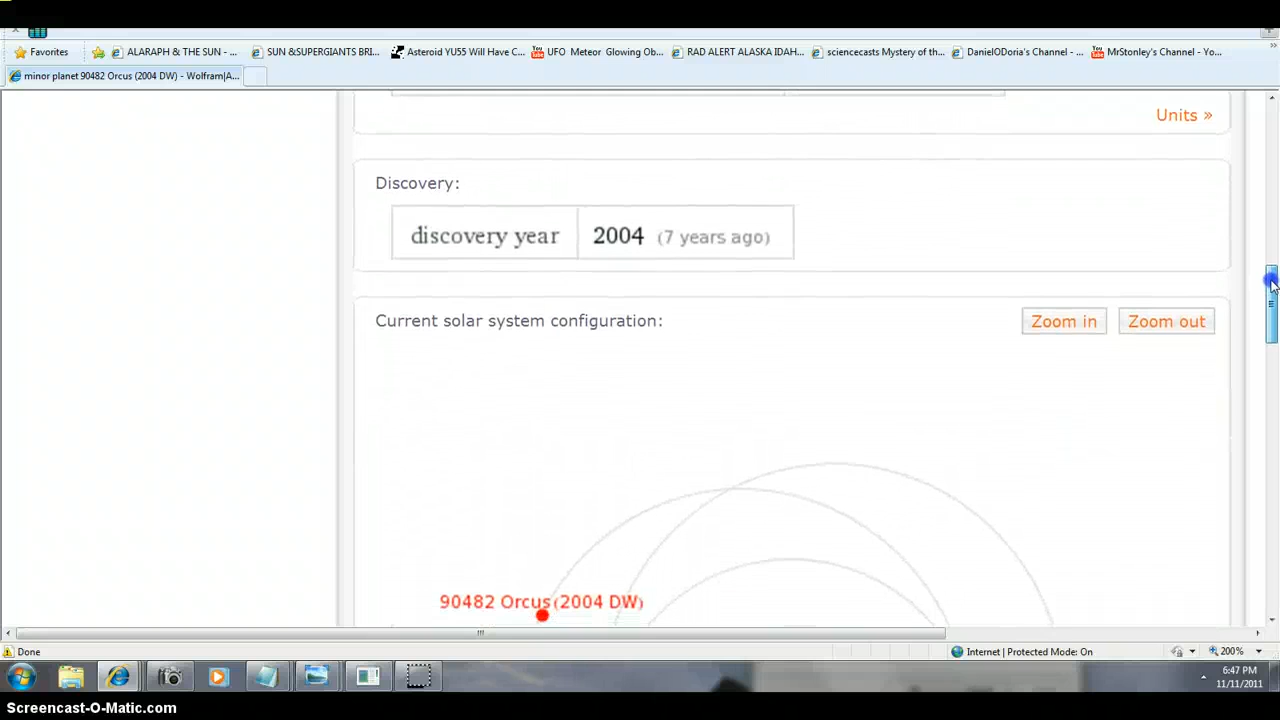 Favorites
ALARAPH & THE SUN - ...
SUN &SUPERGIANTS BRI...
Asteroid YU55 Will Have C...
UFO Meteor Glowing Ob...
RAD ALERT ALASKA IDAH...
sciencecasts Mystery of th...
DanielODoria's Channel - ...
MrStonley's Channel - Yo...
minor planet 90482 Orcus (2004 DW) - Wolfram|A...
Units »
Discovery:
discovery year 2004 (7 years ago)
Current solar system configuration:
Zoom in
Zoom out
90482 Orcus (2004 DW)
Done
Internet | Protected Mode: On
200%
6:47 PM
11/11/2011
Screencast-O-Matic.com